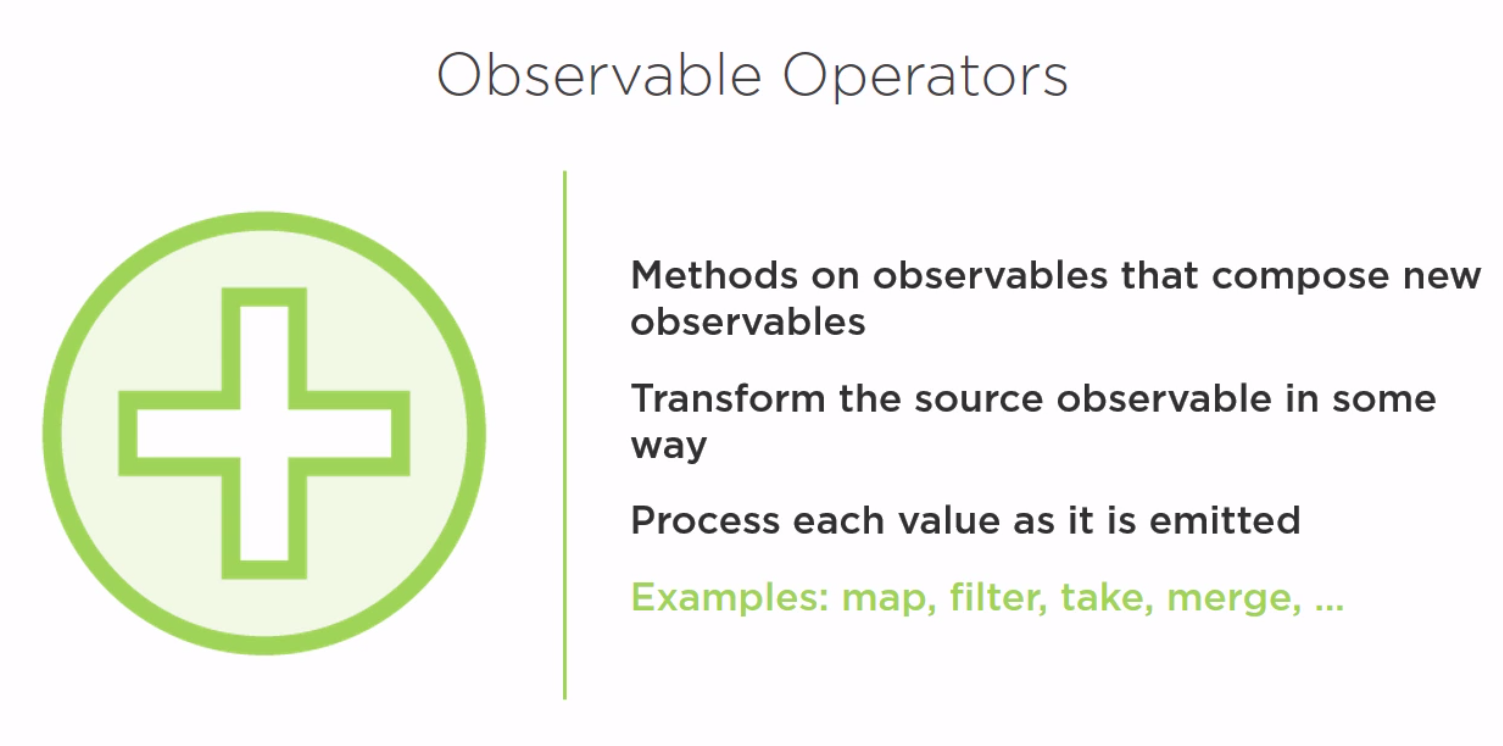 Observable Operators
Methods on observables that compose new
observables
Transform the source observable in some
way
Process each value as it is emitted
Examples: map, filter, take, merge, ...